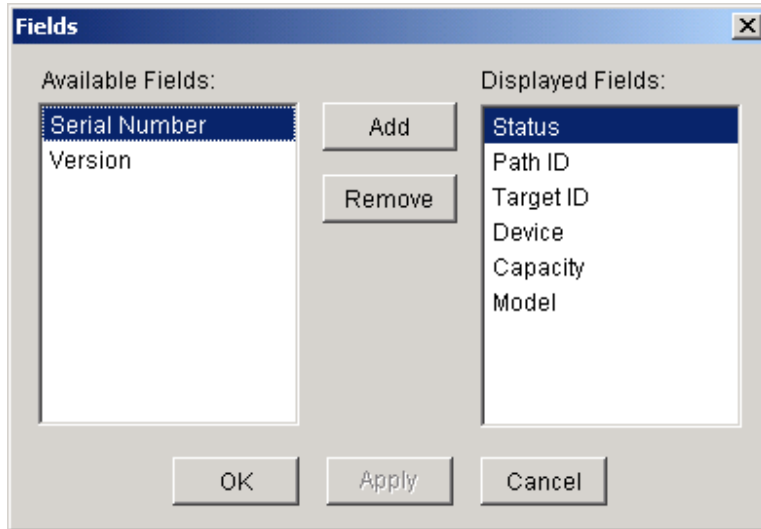 Fields
Available Fields:
Serial Number
Version
Add
Remove
Displayed Fields:
Status
Path ID
Target ID
Device
Capacity
Model
OK
Apply
Cancel